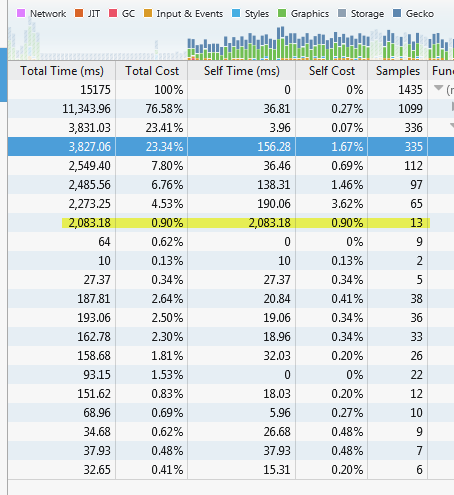 Network JIT GC Input & Events Styles Graphics Storage Gecko
Total Time (ms) Total Cost Self Time (ms) Self Cost Samples Func
15175 100% 0 0% 1435 (r
11,343.96 76.58% 36.81 0.27% 1099
3,831.03 23.41% 3.96 0.07% 336
3,827.06 23.34% 156.28 1.67% 335
2,549.40 7.80% 36.46 0.69% 112
2,485.56 6.76% 138.31 1.46% 97
2,273.25 4.53% 190.06 3.62% 65
2,083.18 0.90% 2,083.18 0.90% 13
64 0.62% 0 0% 9
10 0.13% 10 0.13% 2
27.37 0.34% 27.37 0.34% 5
187.81 2.64% 20.84 0.41% 38
193.06 2.50% 19.06 0.34% 36
162.78 2.30% 18.96 0.34% 33
158.68 1.81% 32.03 0.20% 26
93.15 1.53% 0 0% 22
151.62 0.83% 18.03 0.20% 12
68.96 0.69% 5.96 0.27% 10
34.68 0.62% 26.68 0.48% 9
37.93 0.48% 37.93 0.48% 7
32.65 0.41% 15.31 0.20% 6